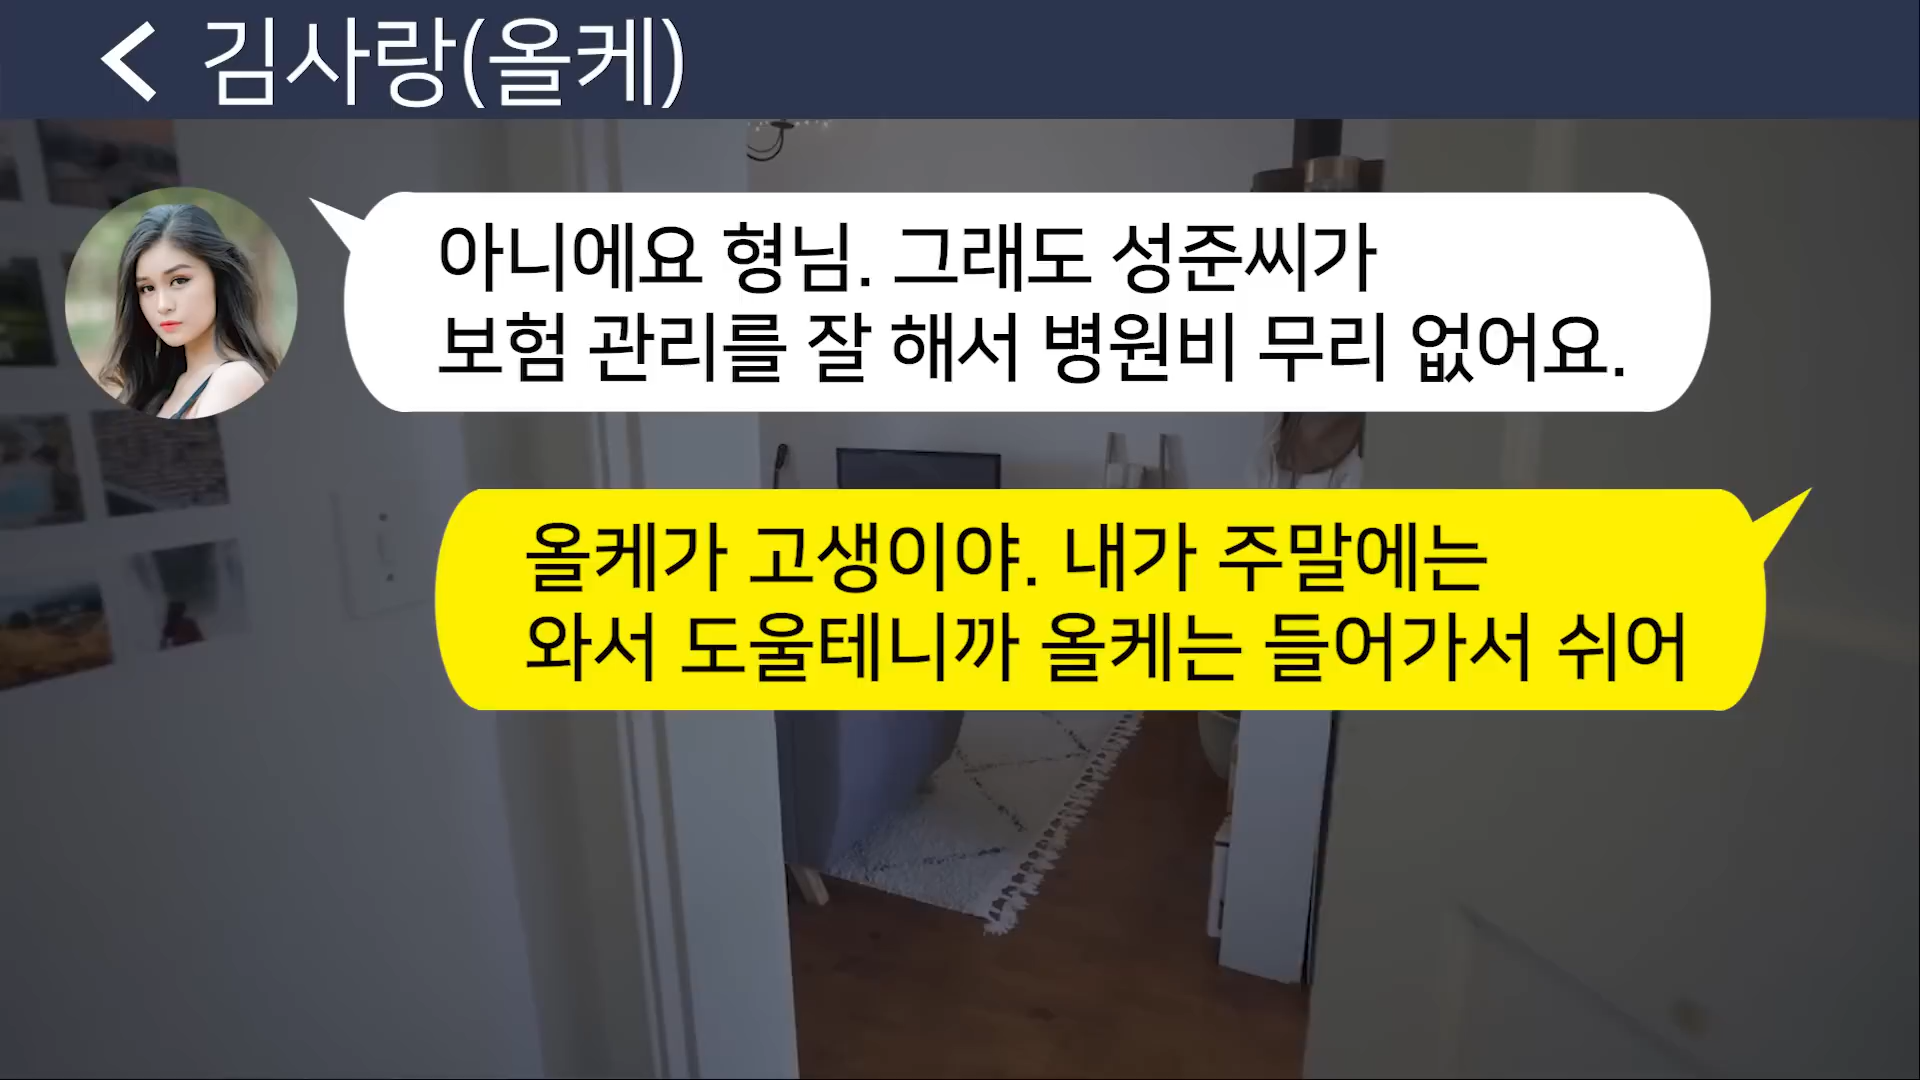 김사랑(올케)
아니에요 형님. 그래도 성준씨가
보험 관리를 잘 해서 병원비 무리 없어요.
올케가 고생이야. 내가 주말에는
와서 도울테니까 올케는 들어가서 쉬어